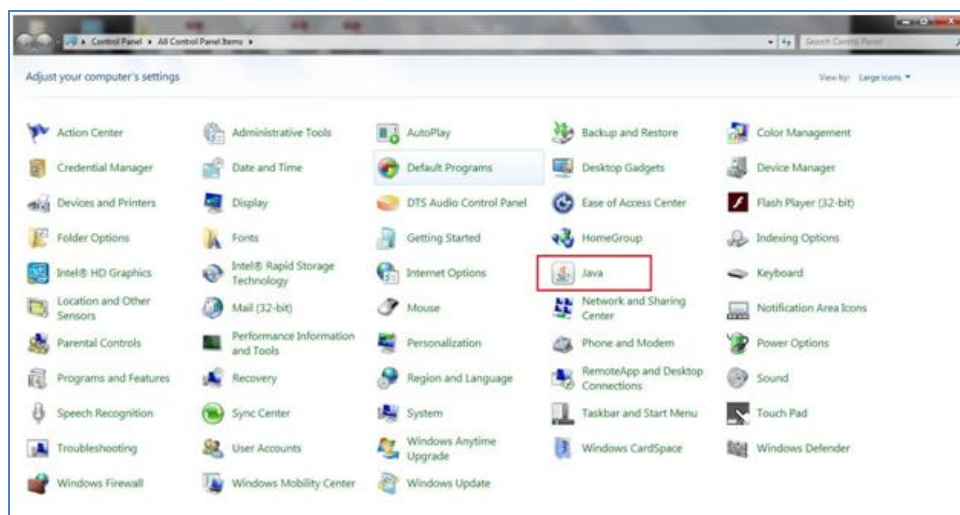 Control Panel ▸ All Control Panel Items ▸
Search Control Panel
Adjust your computer's settings
View by: Large icons
Action Center
Administrative Tools
AutoPlay
Backup and Restore
Color Management
Credential Manager
Date and Time
Default Programs
Desktop Gadgets
Device Manager
Devices and Printers
Display
DTS Audio Control Panel
Ease of Access Center
Flash Player (32-bit)
Folder Options
Fonts
Getting Started
HomeGroup
Indexing Options
Intel® HD Graphics
Intel® Rapid Storage
Technology
Internet Options
Java
Keyboard
Location and Other
Sensors
Mail (32-bit)
Mouse
Network and Sharing
Center
Notification Area Icons
Parental Controls
Performance Information
and Tools
Personalization
Phone and Modem
Power Options
Programs and Features
Recovery
Region and Language
RemoteApp and Desktop
Connections
Sound
Speech Recognition
Sync Center
System
Taskbar and Start Menu
Touch Pad
Troubleshooting
User Accounts
Windows Anytime
Upgrade
Windows CardSpace
Windows Defender
Windows Firewall
Windows Mobility Center
Windows Update